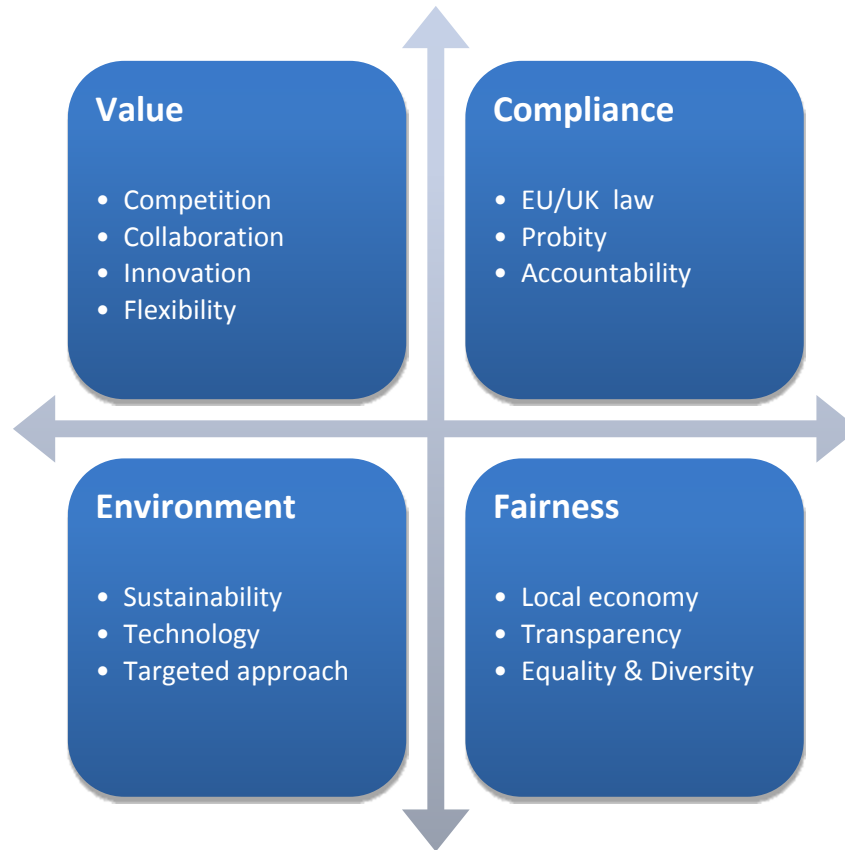 Value
• Competition
• Collaboration
• Innovation
• Flexibility
Compliance
• EU/UK  law
• Probity
• Accountability
Environment
• Sustainability
• Technology
• Targeted approach
Fairness
• Local economy
• Transparency
• Equality & Diversity